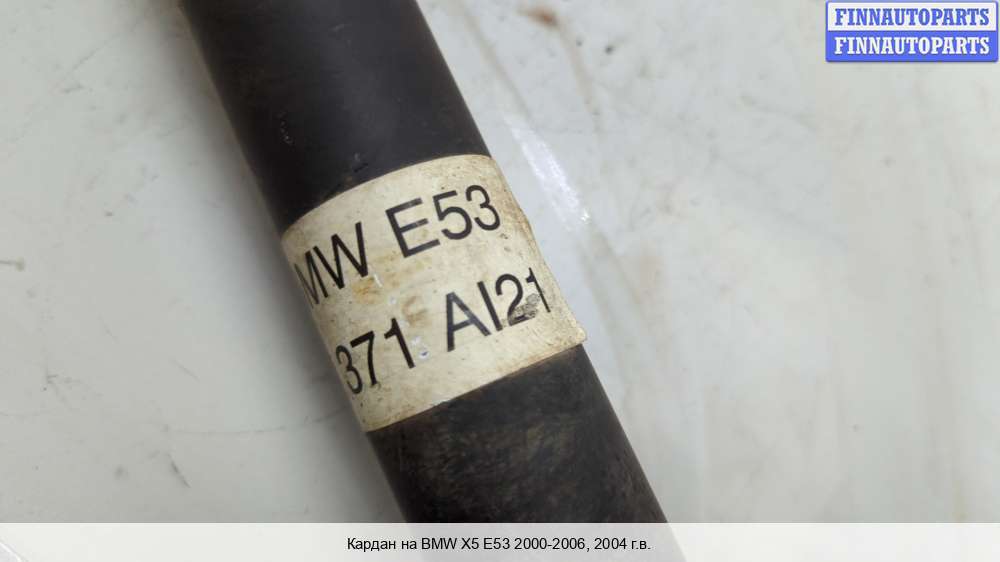 FINNAUTOPARTS
FINNAUTOPARTS
MW E53
371 AI21
Кардан на BMW X5 E53 2000-2006, 2004 г.в.